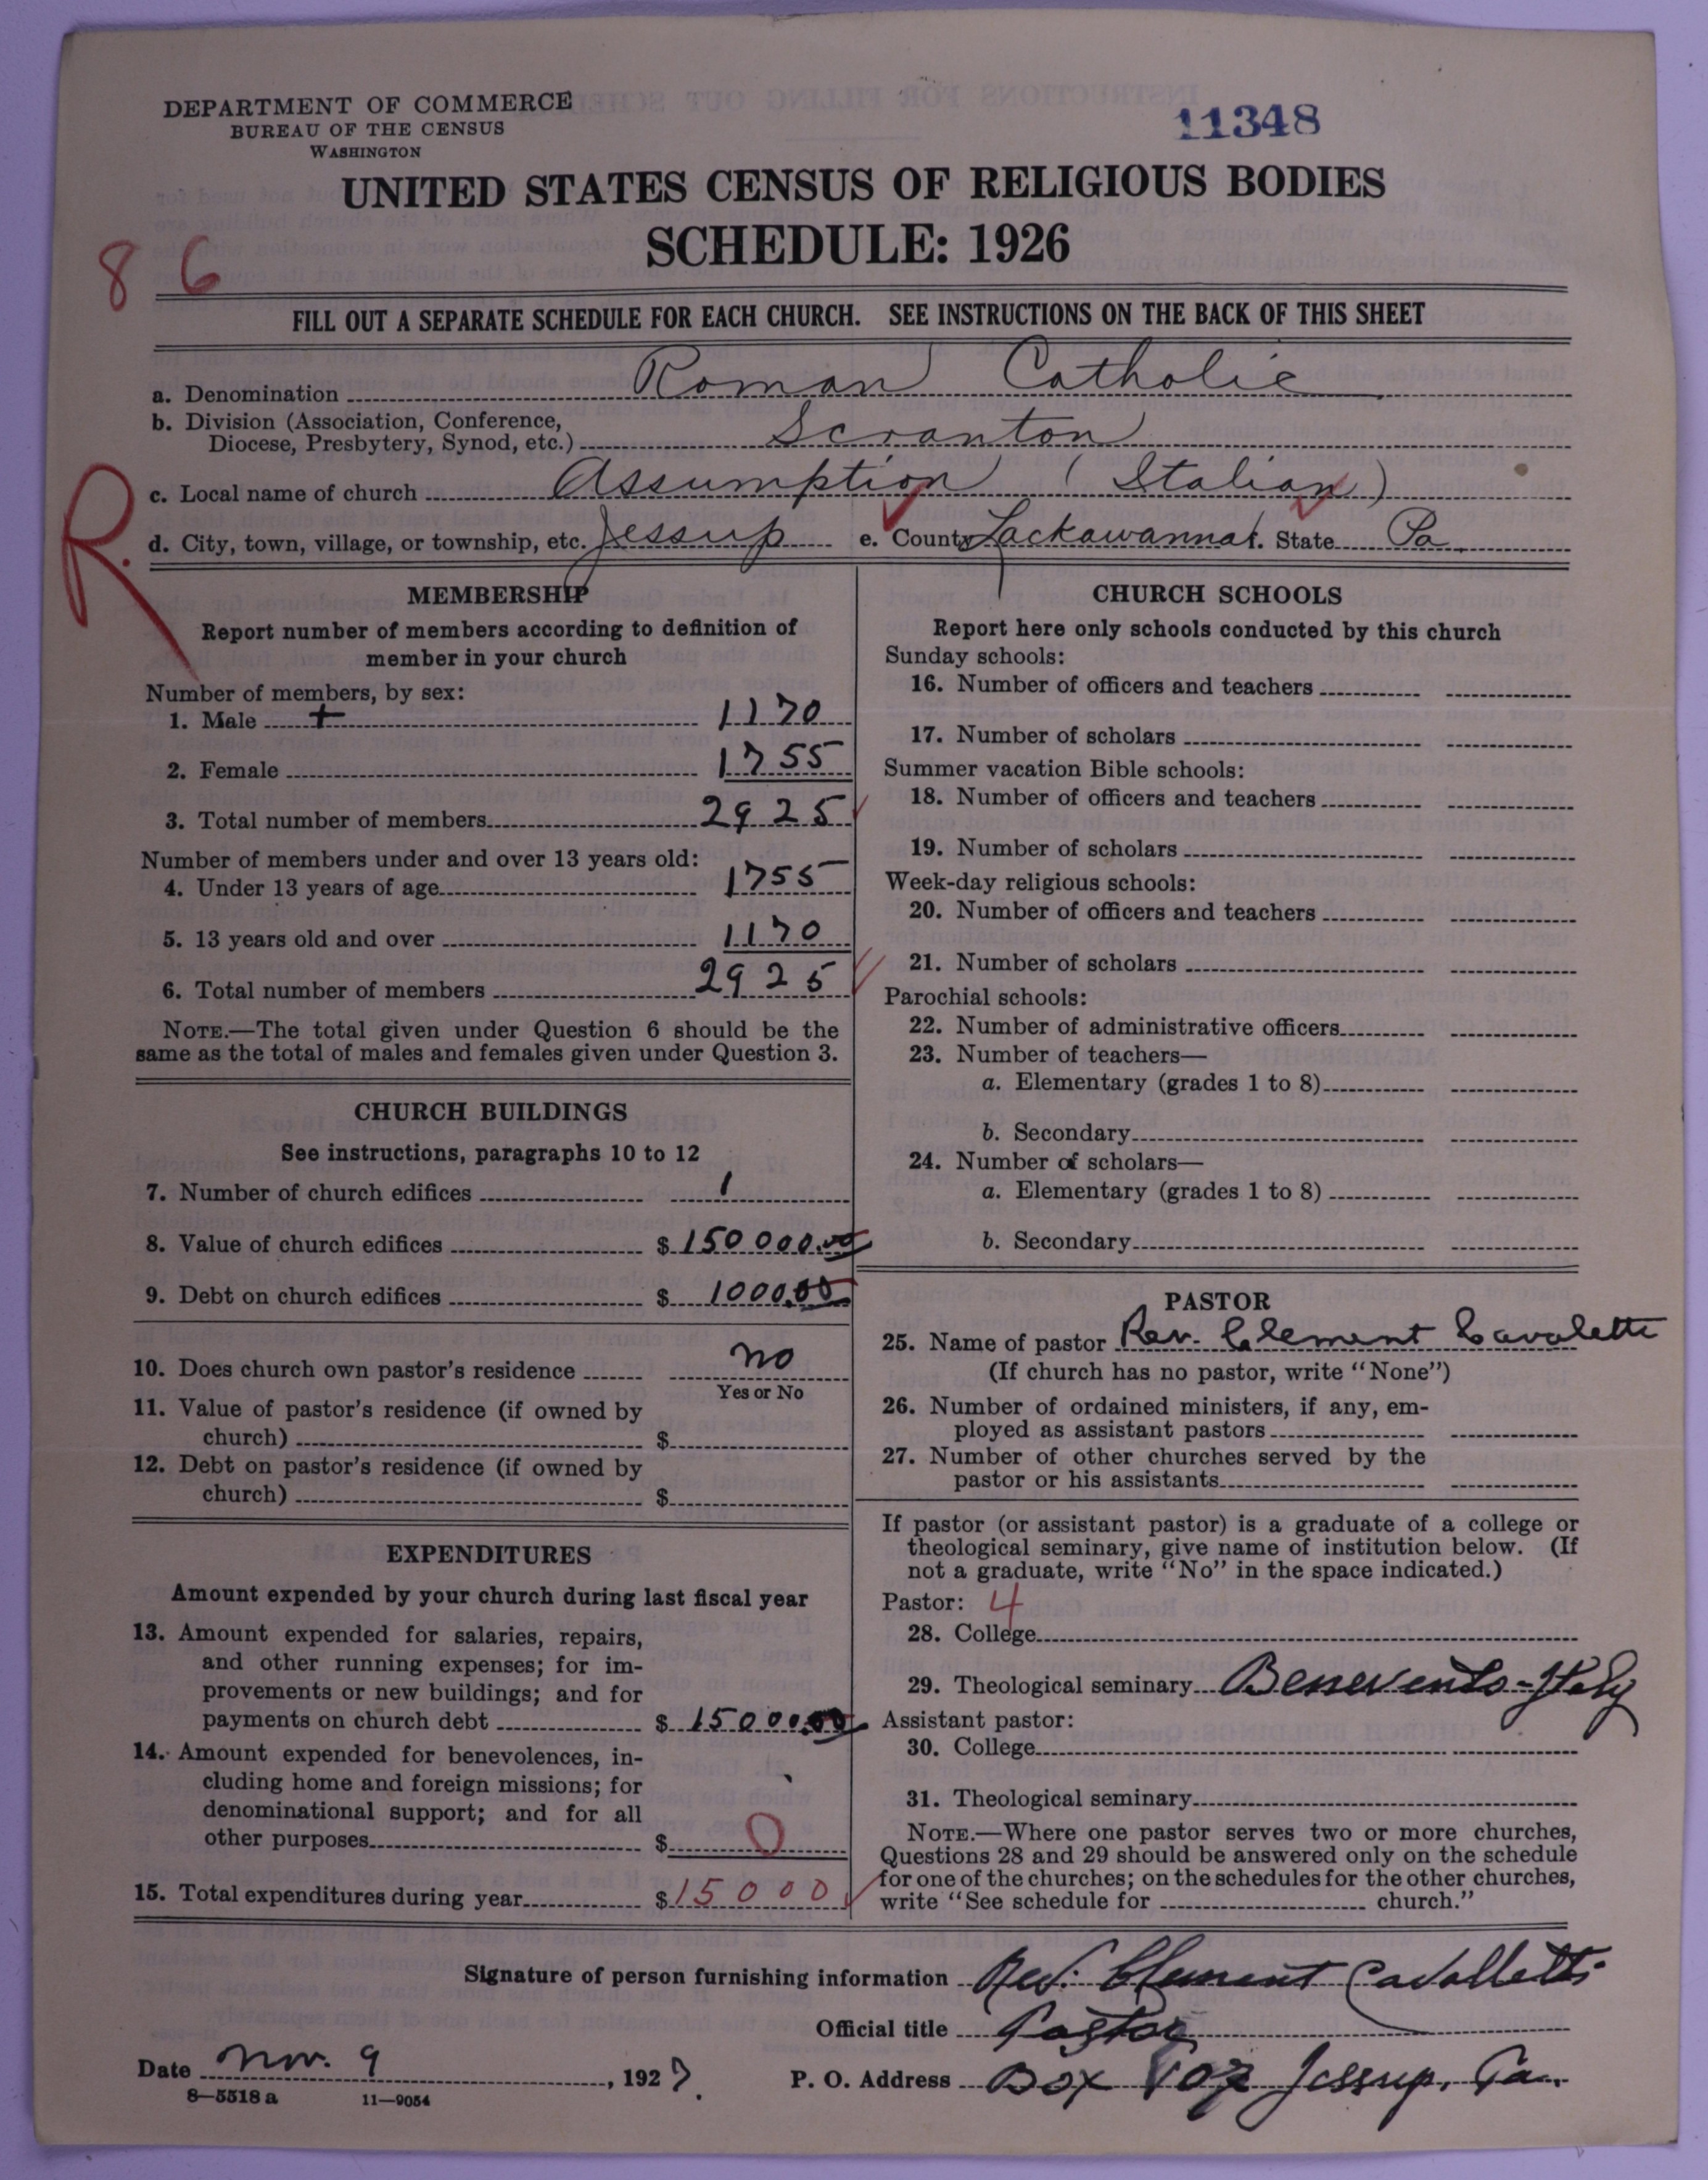 DEPARTMENT OF COMMERCE
BUREAU OF THE CENSUS
WASHINGTON
11348
UNITED STATES CENSUS OF RELIGIOUS BODIES
SCHEDULE: 1926
86
FILL OUT A SEPARATE SCHEDULE FOR EACH CHURCH. SEE INSTRUCTIONS ON THE BACK OF THIS SHEET
a. Denomination Roman Catholic
b. Division (Association, Conference,
Diocese, Presbytery, Synod, etc.) Scranton
R.
c. Local name of church Assumption (Italian)
d. City, town, village, or township, etc. Jessup e. County Lackawanna f. State Pa.
MEMBERSHIP
Report number of members according to definition of
member in your church
Number of members, by sex:
1. Male + 1170
2. Female 1755
3. Total number of members 2925
Number of members under and over 13 years old:
4. Under 13 years of age 1755
5. 13 years old and over 1170
6. Total number of members 2925
NOTE.—The total given under Question 6 should be the
same as the total of males and females given under Question 3.
CHURCH BUILDINGS
See instructions, paragraphs 10 to 12
7. Number of church edifices 1
8. Value of church edifices $ 150000.00
9. Debt on church edifices $ 1000.00
10. Does church own pastor's residence no
Yes or No
11. Value of pastor's residence (if owned by
church) $
12. Debt on pastor's residence (if owned by
church) $
EXPENDITURES
Amount expended by your church during last fiscal year
13. Amount expended for salaries, repairs,
and other running expenses; for im-
provements or new buildings; and for
payments on church debt $ 15000.00
14. Amount expended for benevolences, in-
cluding home and foreign missions; for
denominational support; and for all
other purposes $ 0
15. Total expenditures during year $ 15000
CHURCH SCHOOLS
Report here only schools conducted by this church
Sunday schools:
16. Number of officers and teachers
17. Number of scholars
Summer vacation Bible schools:
18. Number of officers and teachers
19. Number of scholars
Week-day religious schools:
20. Number of officers and teachers
21. Number of scholars
Parochial schools:
22. Number of administrative officers
23. Number of teachers—
a. Elementary (grades 1 to 8)
b. Secondary
24. Number of scholars—
a. Elementary (grades 1 to 8)
b. Secondary
PASTOR
25. Name of pastor Rev. Clement Cavalette
(If church has no pastor, write "None")
26. Number of ordained ministers, if any, em-
ployed as assistant pastors
27. Number of other churches served by the
pastor or his assistants
If pastor (or assistant pastor) is a graduate of a college or
theological seminary, give name of institution below. (If
not a graduate, write "No" in the space indicated.)
Pastor: 4
28. College
29. Theological seminary Benevento-Italy
Assistant pastor:
30. College
31. Theological seminary
NOTE.—Where one pastor serves two or more churches,
Questions 28 and 29 should be answered only on the schedule
for one of the churches; on the schedules for the other churches,
write "See schedule for church."
Signature of person furnishing information Rev. Clement Cavalletti
Official title Pastor
Date Nov. 9, 1927. P. O. Address Box Jessup, Pa.
8—5518 a 11—9054